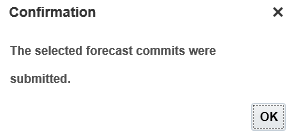 Confirmation
The selected forecast commits were
submitted.
OK